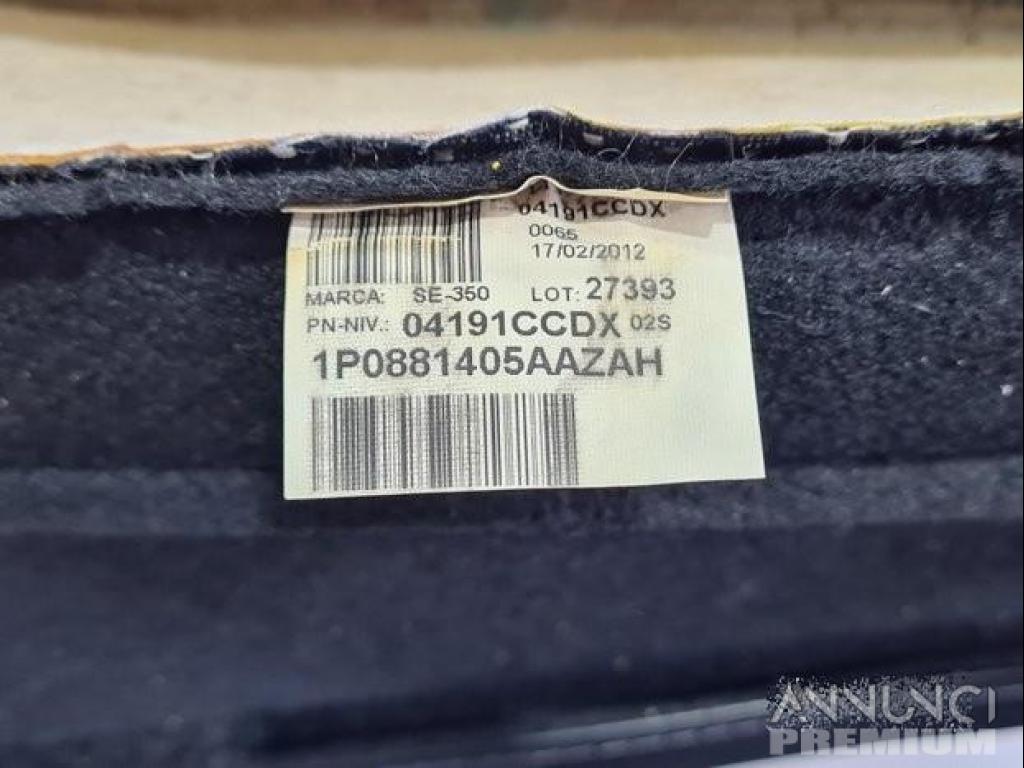 04191CCDX
0065
17/02/2012
MARCA: SE-350 LOT: 27393
PN-NIV.: 04191CCDX 02S
1P0881405AAZAH
ANNUNCI
PREMIUM